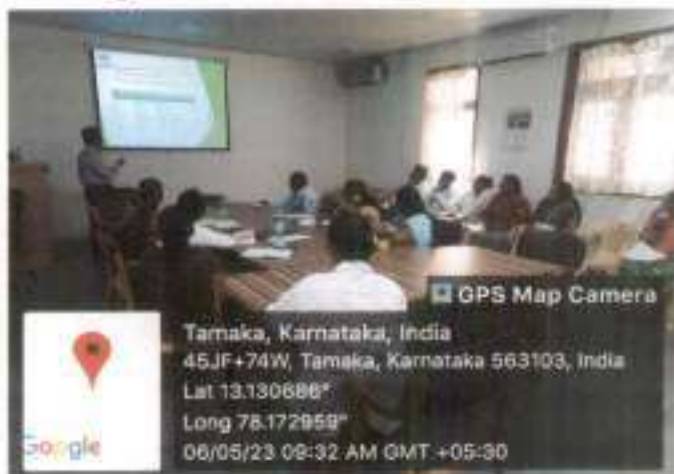 GPS Map Camera
Tamaka, Karnataka, India
45JF+74W, Tamaka, Karnataka 563103, India
Lat 13.130686°
Long 78.172959°
06/05/23 09:32 AM GMT +05:30
Google